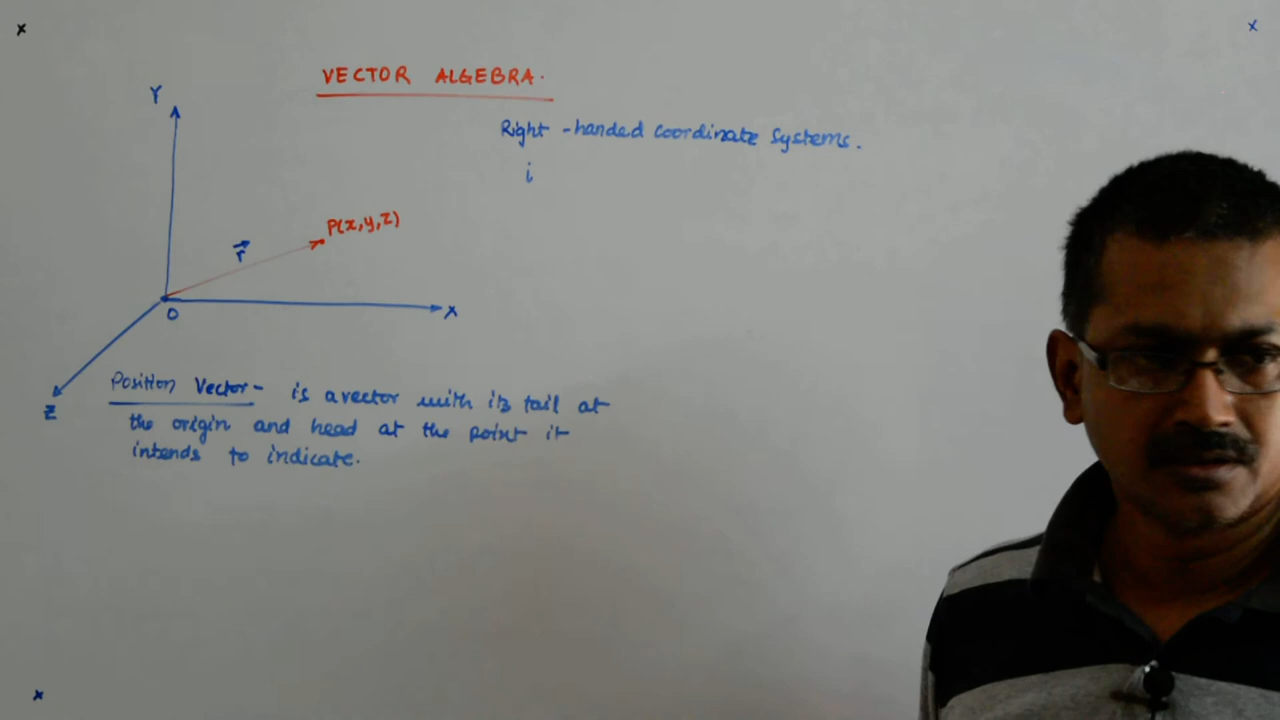 VECTOR ALGEBRA.
Y
Right-handed coordinate systems.
i
P(x,y,z)
r
O
X
Z
Position Vector - is a vector with its tail at
the origin and head at the point it
intends to indicate.